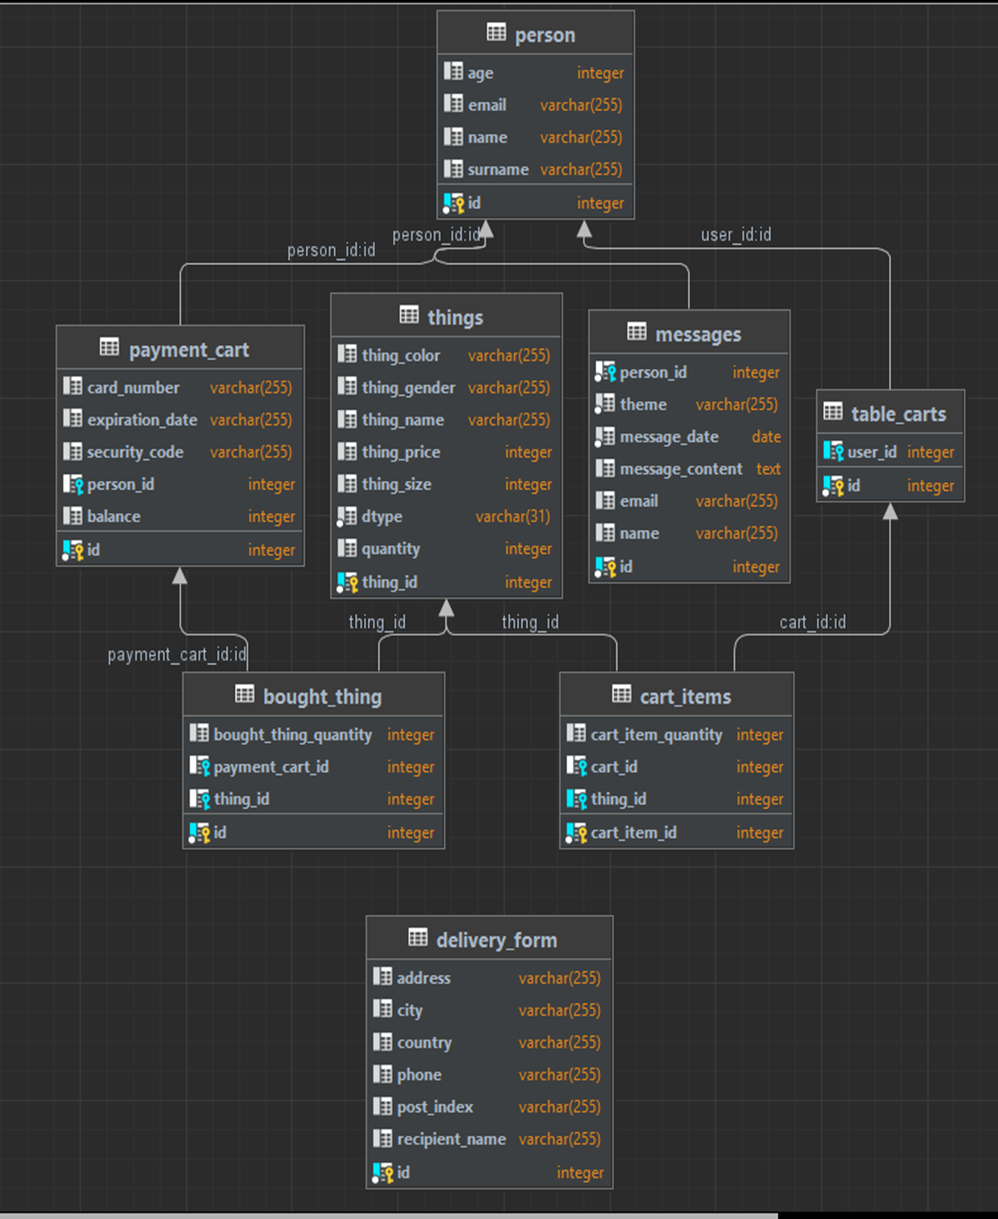 person
age integer
email varchar(255)
name varchar(255)
surname varchar(255)
id integer
person_id:id
person_id:id
user_id:id
payment_cart
card_number varchar(255)
expiration_date varchar(255)
security_code varchar(255)
person_id integer
balance integer
id integer
things
thing_color varchar(255)
thing_gender varchar(255)
thing_name varchar(255)
thing_price integer
thing_size integer
dtype varchar(31)
quantity integer
thing_id integer
messages
person_id integer
theme varchar(255)
message_date date
message_content text
email varchar(255)
name varchar(255)
id integer
table_carts
user_id integer
id integer
payment_cart_id:id
thing_id
thing_id
cart_id:id
bought_thing
bought_thing_quantity integer
payment_cart_id integer
thing_id integer
id integer
cart_items
cart_item_quantity integer
cart_id integer
thing_id integer
cart_item_id integer
delivery_form
address varchar(255)
city varchar(255)
country varchar(255)
phone varchar(255)
post_index varchar(255)
recipient_name varchar(255)
id integer